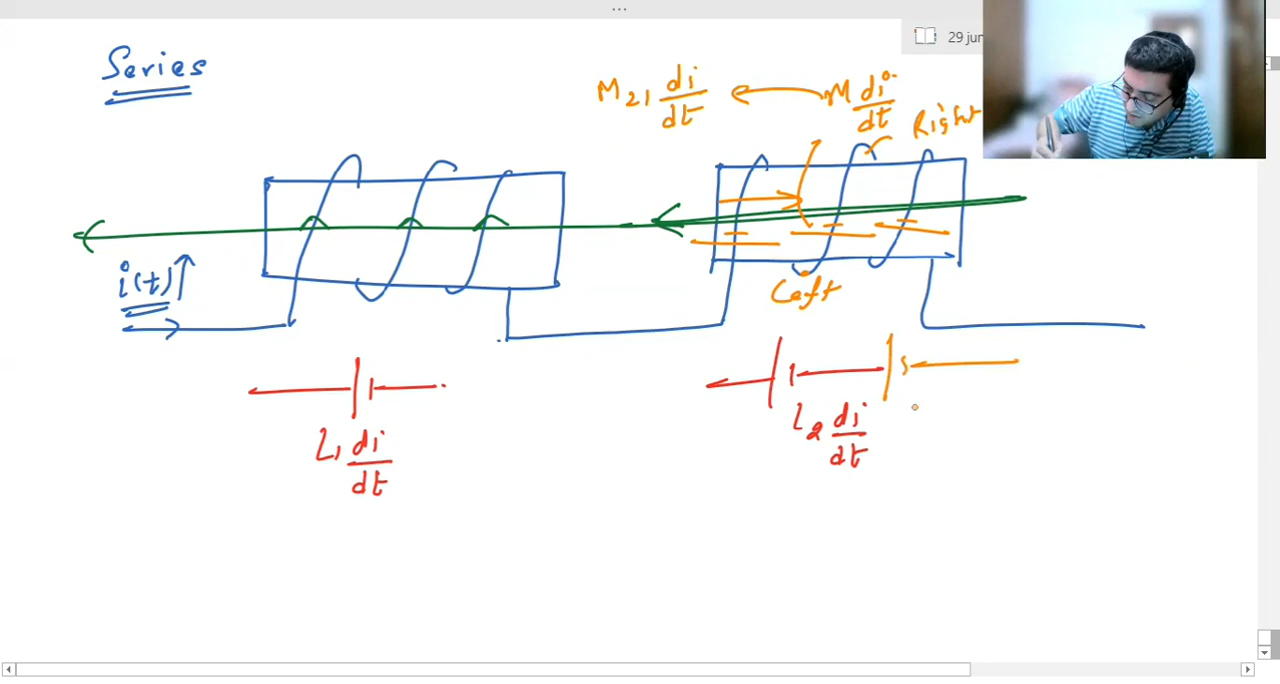 ...
29 jun
Series
M21 di/dt
M di/dt
Right
i(t)
Left
L1 di/dt
L2 di/dt